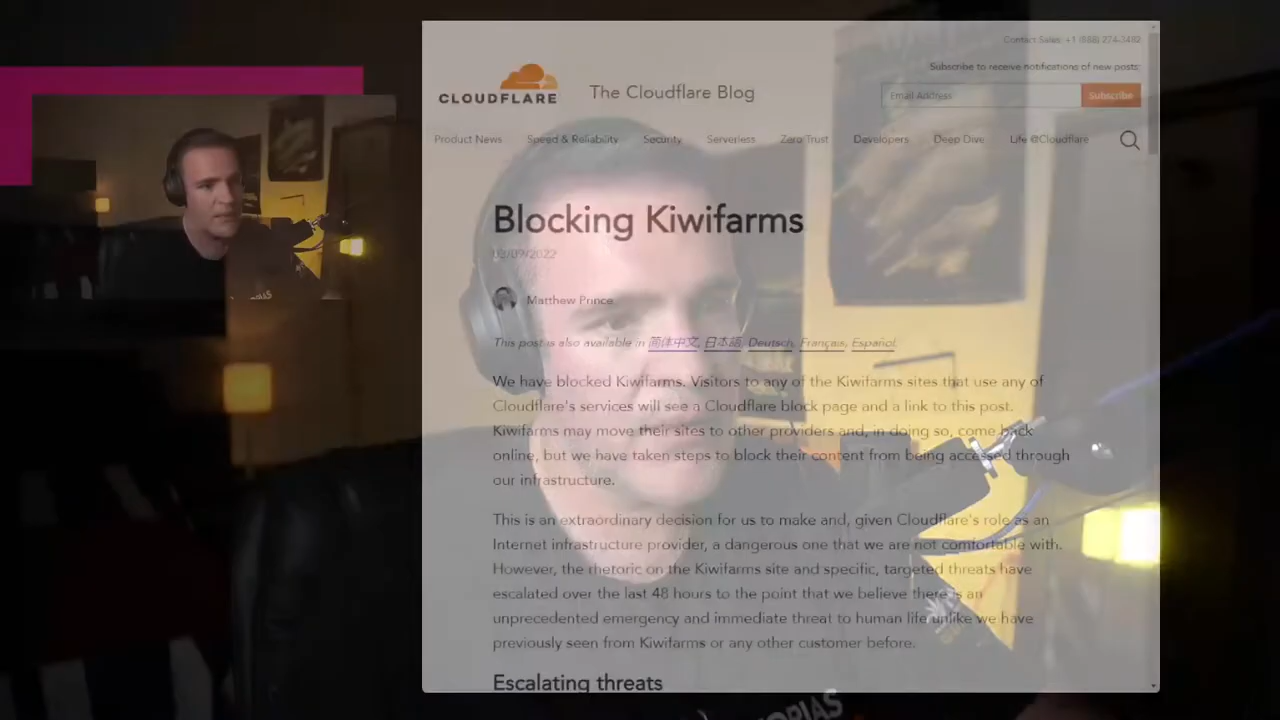 Contact Sales: +1 (888) 274-3482
Subscribe to receive notifications of new posts:
CLOUDFLARE
The Cloudflare Blog
Email Address
Subscribe
Product News Speed & Reliability Security Serverless Zero Trust Developers Deep Dive Life @Cloudflare
Blocking Kiwifarms
03/09/2022
Matthew Prince
This post is also available in 简体中文, 日本語, Deutsch, Français, Español.
We have blocked Kiwifarms. Visitors to any of the Kiwifarms sites that use any of
Cloudflare's services will see a Cloudflare block page and a link to this post.
Kiwifarms may move their sites to other providers and, in doing so, come back
online, but we have taken steps to block their content from being accessed through
our infrastructure.
This is an extraordinary decision for us to make and, given Cloudflare's role as an
Internet infrastructure provider, a dangerous one that we are not comfortable with.
However, the rhetoric on the Kiwifarms site and specific, targeted threats have
escalated over the last 48 hours to the point that we believe there is an
unprecedented emergency and immediate threat to human life unlike we have
previously seen from Kiwifarms or any other customer before.
Escalating threats